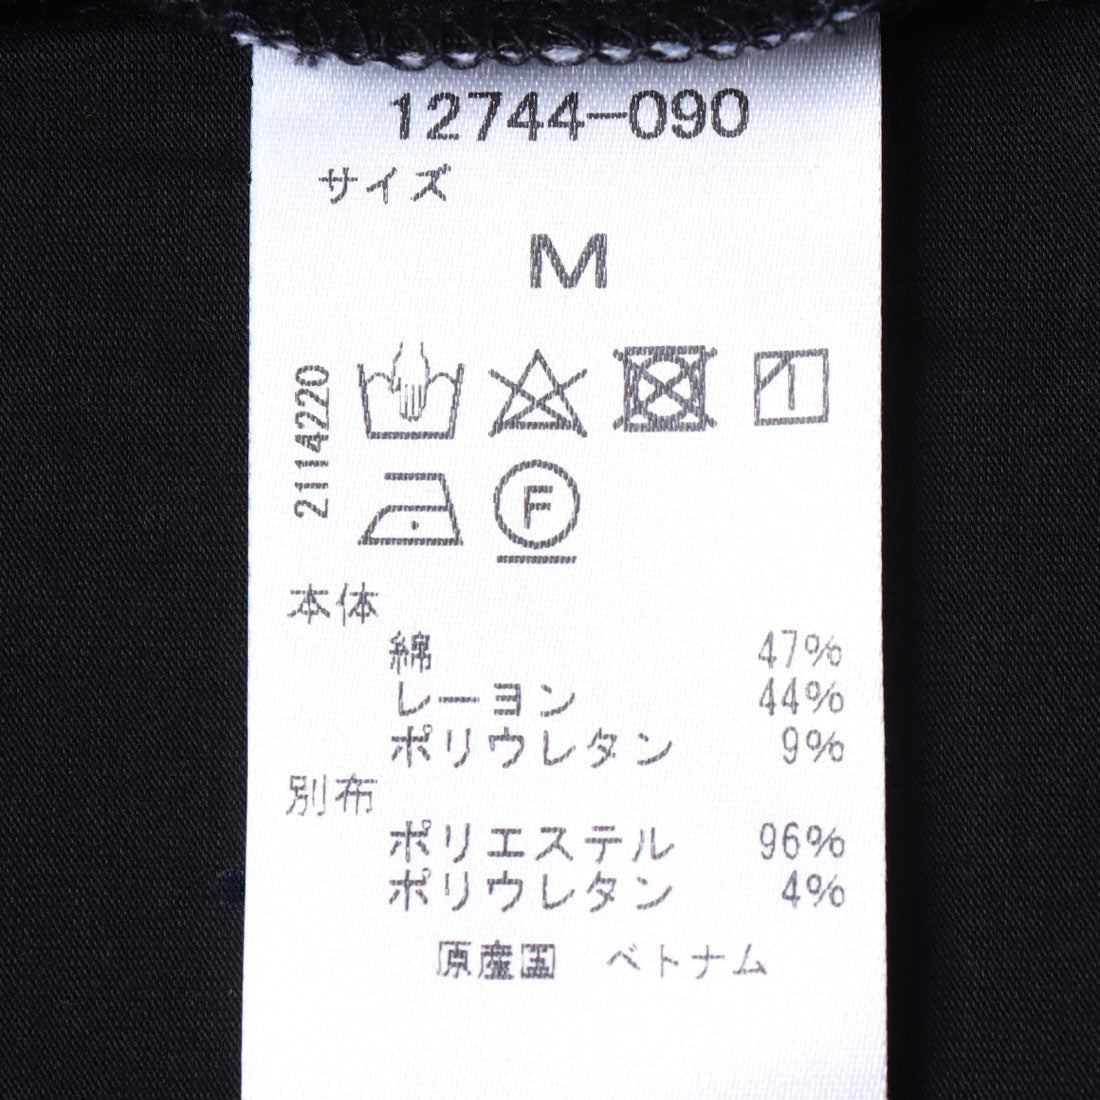 12744-090
サイズ
M
2114220
F
本体
綿 47%
レーヨン 44%
ポリウレタン 9%
別布
ポリエステル 96%
ポリウレタン 4%
原産国 ベトナム